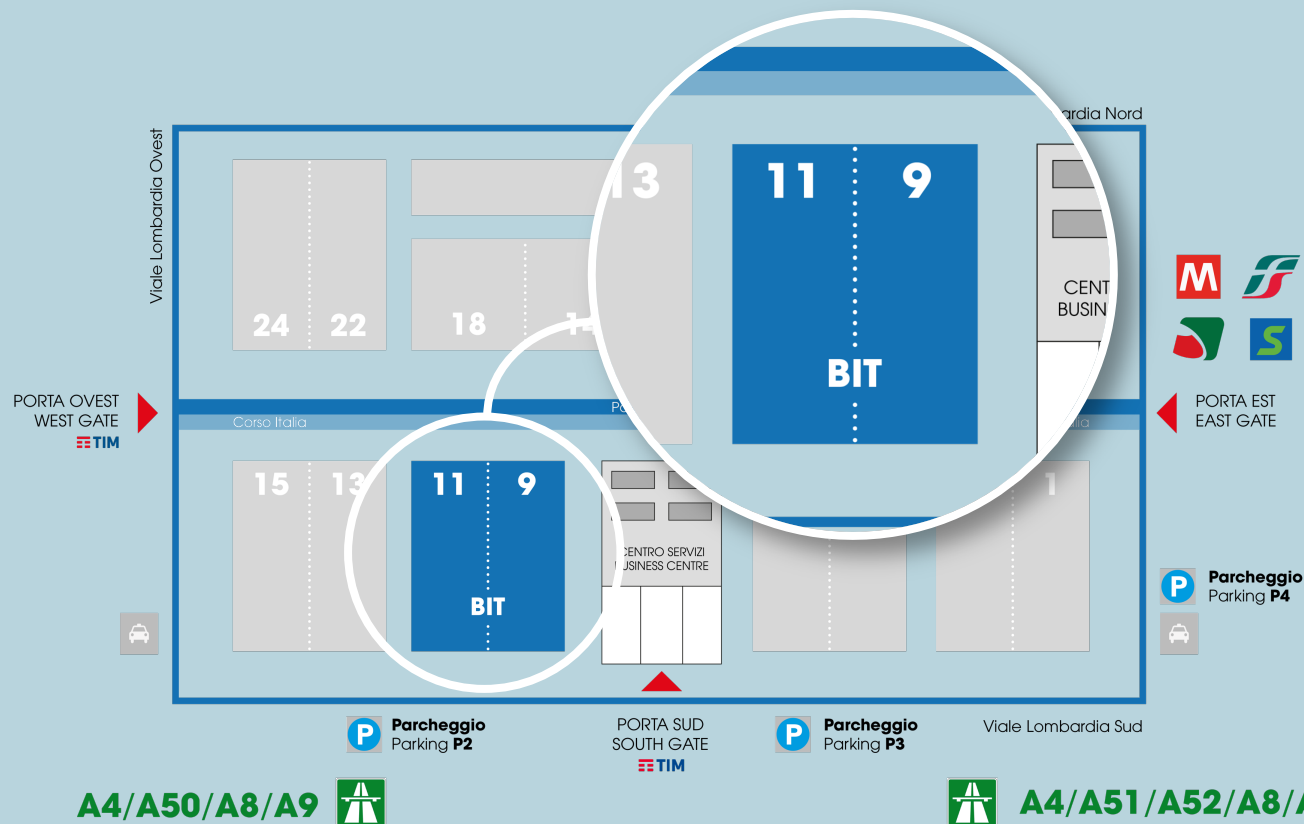 ardia Nord
Viale Lombardia Ovest
13
11
9
BIT
CENT
BUSIN
24
22
18
14
M
S
PORTA OVEST
WEST GATE
TIM
Corso Italia
PORTA EST
EAST GATE
15
13
11
9
BIT
CENTRO SERVIZI
BUSINESS CENTRE
1
P
Parcheggio
Parking P4
P
Parcheggio
Parking P2
PORTA SUD
SOUTH GATE
TIM
P
Parcheggio
Parking P3
Viale Lombardia Sud
A4/A50/A8/A9
A4/A51/A52/A8/A